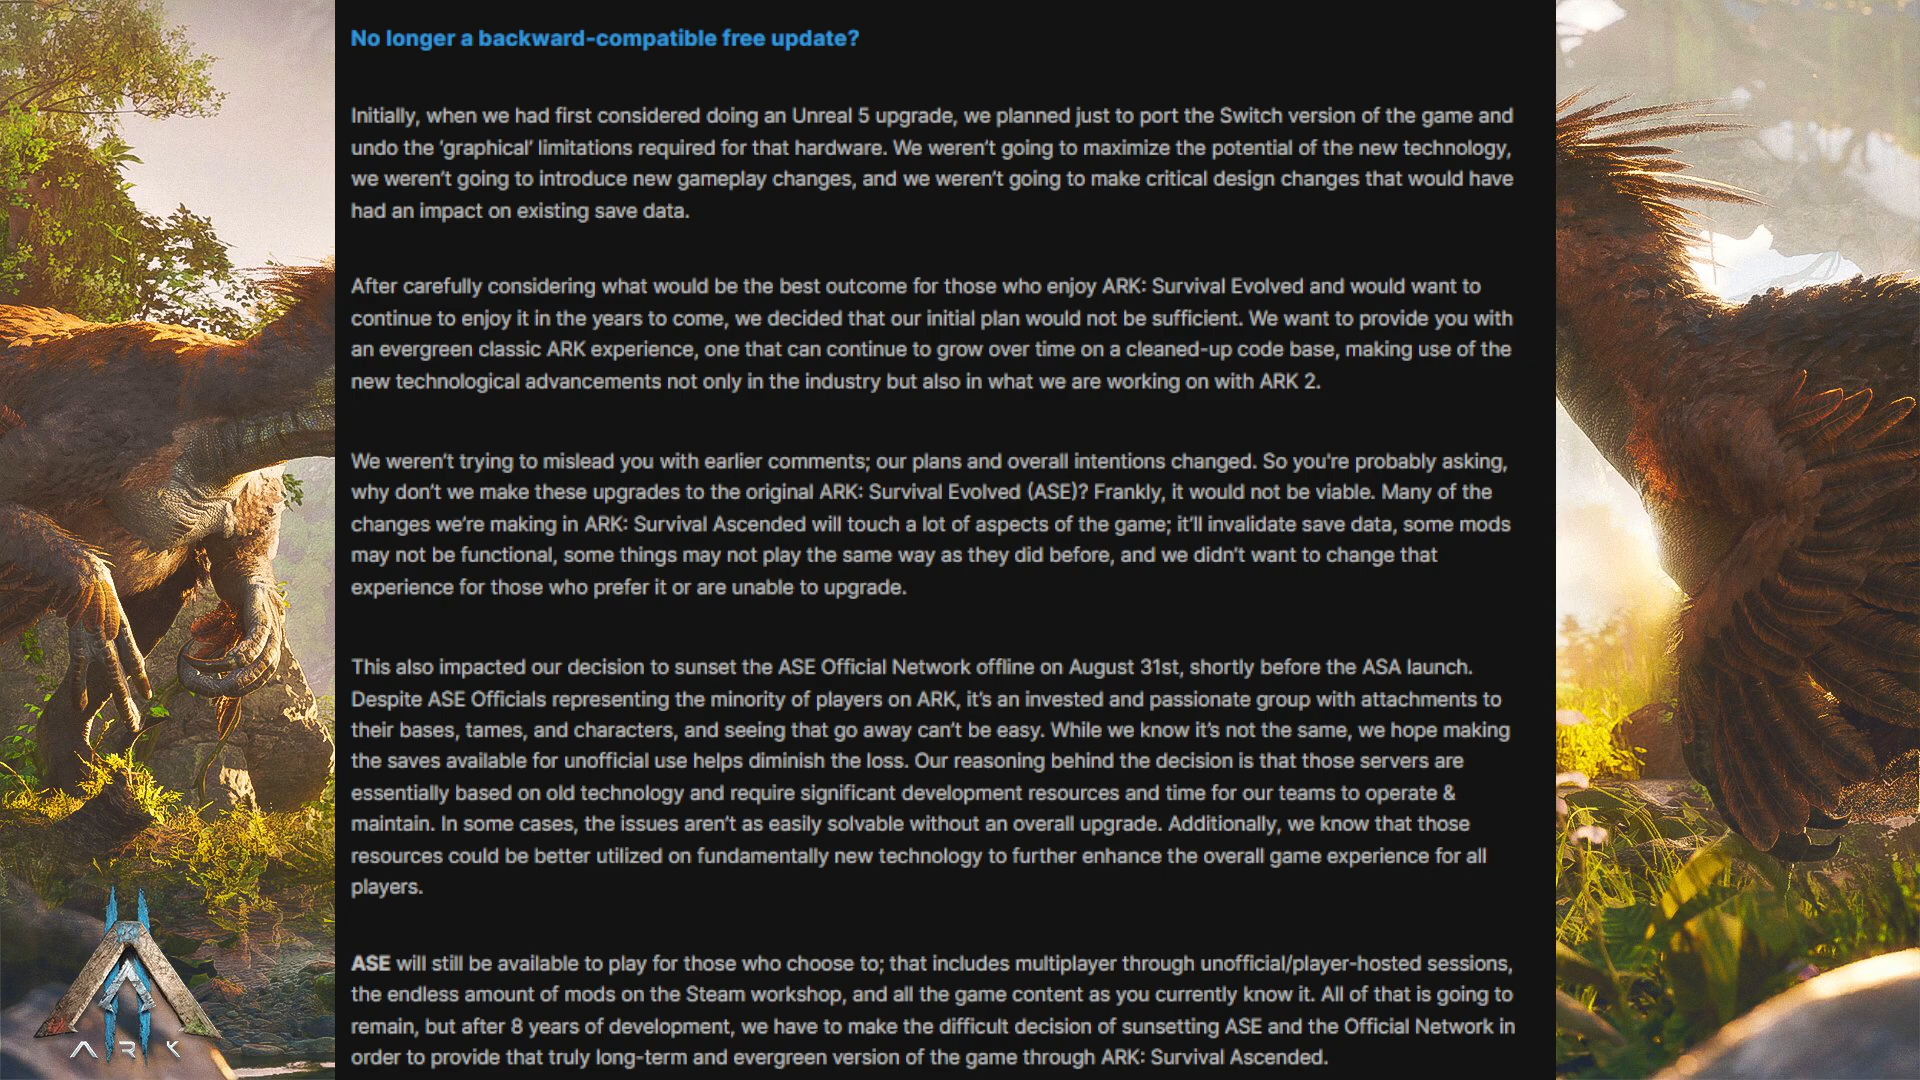 No longer a backward-compatible free update?
Initially, when we had first considered doing an Unreal 5 upgrade, we planned just to port the Switch version of the game and
undo the ‘graphical’ limitations required for that hardware. We weren’t going to maximize the potential of the new technology,
we weren’t going to introduce new gameplay changes, and we weren’t going to make critical design changes that would have
had an impact on existing save data.
After carefully considering what would be the best outcome for those who enjoy ARK: Survival Evolved and would want to
continue to enjoy it in the years to come, we decided that our initial plan would not be sufficient. We want to provide you with
an evergreen classic ARK experience, one that can continue to grow over time on a cleaned-up code base, making use of the
new technological advancements not only in the industry but also in what we are working on with ARK 2.
We weren’t trying to mislead you with earlier comments; our plans and overall intentions changed. So you're probably asking,
why don’t we make these upgrades to the original ARK: Survival Evolved (ASE)? Frankly, it would not be viable. Many of the
changes we’re making in ARK: Survival Ascended will touch a lot of aspects of the game; it’ll invalidate save data, some mods
may not be functional, some things may not play the same way as they did before, and we didn’t want to change that
experience for those who prefer it or are unable to upgrade.
This also impacted our decision to sunset the ASE Official Network offline on August 31st, shortly before the ASA launch.
Despite ASE Officials representing the minority of players on ARK, it’s an invested and passionate group with attachments to
their bases, tames, and characters, and seeing that go away can’t be easy. While we know it’s not the same, we hope making
the saves available for unofficial use helps diminish the loss. Our reasoning behind the decision is that those servers are
essentially based on old technology and require significant development resources and time for our teams to operate &
maintain. In some cases, the issues aren’t as easily solvable without an overall upgrade. Additionally, we know that those
resources could be better utilized on fundamentally new technology to further enhance the overall game experience for all
players.
ASE will still be available to play for those who choose to; that includes multiplayer through unofficial/player-hosted sessions,
the endless amount of mods on the Steam workshop, and all the game content as you currently know it. All of that is going to
remain, but after 8 years of development, we have to make the difficult decision of sunsetting ASE and the Official Network in
order to provide that truly long-term and evergreen version of the game through ARK: Survival Ascended.
ARK